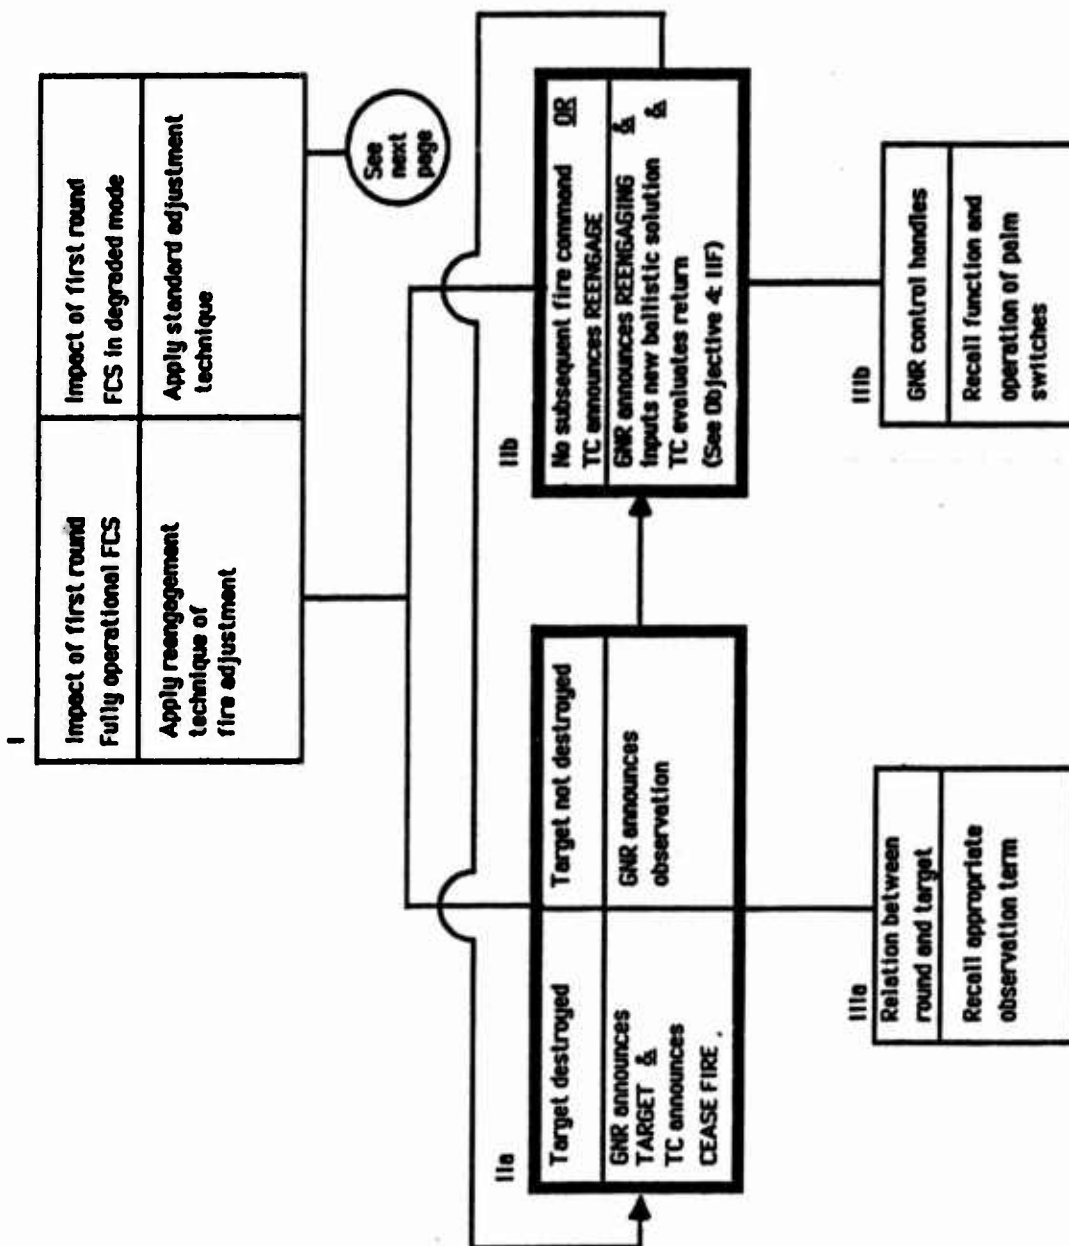 I
Impact of first round
Fully operational FCS
Apply reengagement
technique of
fire adjustment
Impact of first round
FCS in degraded mode
Apply standard adjustment
technique
See
next
page
IIa
Target destroyed
GNR announces
TARGET &
TC announces
CEASE FIRE.
Target not destroyed
GNR announces
observation
IIb
No subsequent fire command OR
TC announces REENGAGE
GNR announces REENGAGING &
inputs new ballistic solution &
TC evaluates return
(See Objective 4: IIF)
IIIa
Relation between
round and target
Recall appropriate
observation term
IIIb
GNR control handles
Recall function and
operation of palm
switches